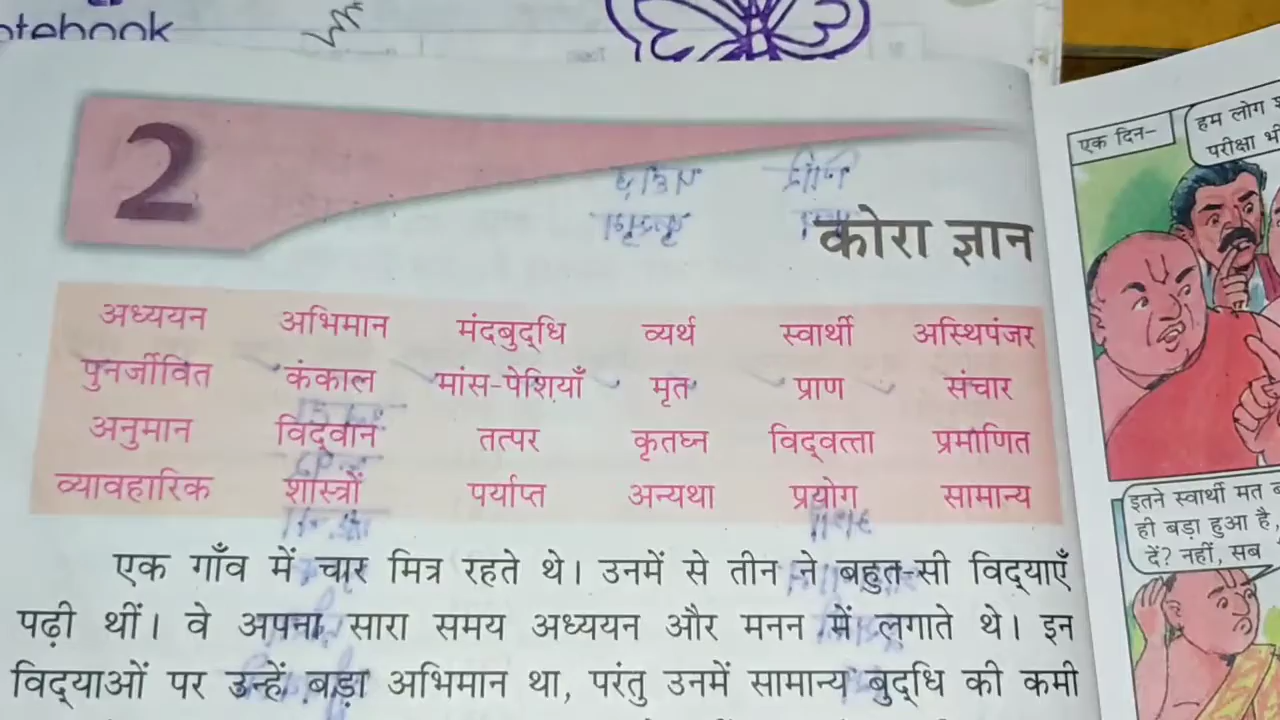 otebook
2
कोरा ज्ञान
अध्ययन अभिमान मंदबुद्धि व्यर्थ स्वार्थी अस्थिपंजर
पुनर्जीवित कंकाल मांस-पेशियाँ मृत प्राण संचार
अनुमान विद्वान तत्पर कृतघ्न विद्वत्ता प्रमाणित
व्यावहारिक शास्त्रों पर्याप्त अन्यथा प्रयोग सामान्य
एक गाँव में चार मित्र रहते थे। उनमें से तीन ने बहुत-सी विद्याएँ
पढ़ी थीं। वे अपना सारा समय अध्ययन और मनन में लगाते थे। इन
विद्याओं पर उन्हें बड़ा अभिमान था, परंतु उनमें सामान्य बुद्धि की कमी
एक दिन–
हम लोग
परीक्षा भी
इतने स्वार्थी मत
ही बड़ा हुआ है,
दें? नहीं, सब